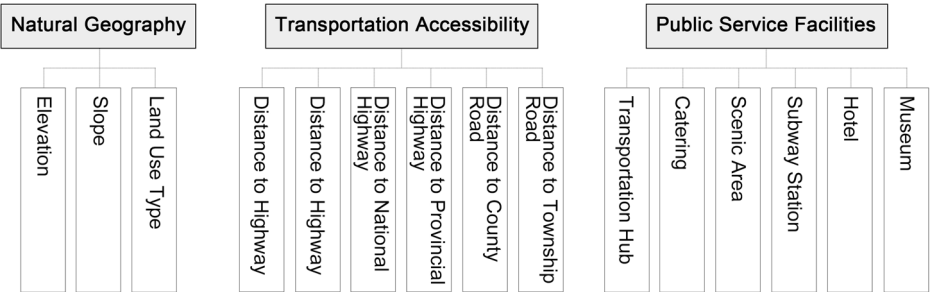 Natural Geography
Elevation
Slope
Land Use Type
Transportation Accessibility
Distance to Highway
Distance to Highway
Distance to National
Highway
Distance to Provincial
Highway
Distance to County
Road
Distance to Township
Road
Public Service Facilities
Transportation Hub
Catering
Scenic Area
Subway Station
Hotel
Museum